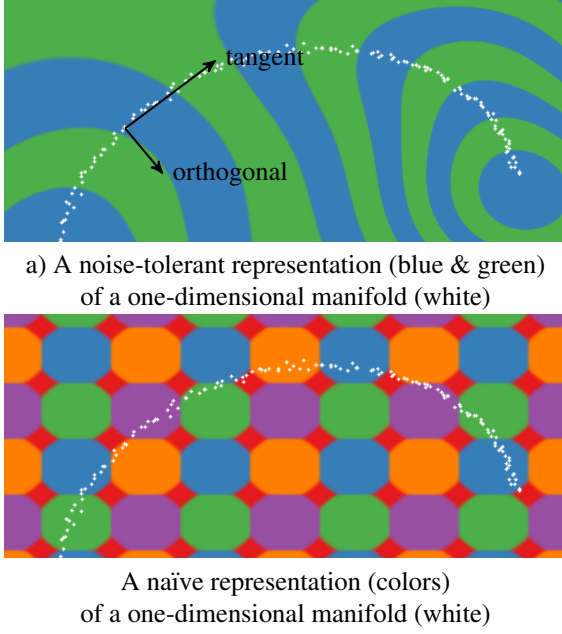 tangent
orthogonal
a) A noise-tolerant representation (blue & green)
of a one-dimensional manifold (white)
A naïve representation (colors)
of a one-dimensional manifold (white)